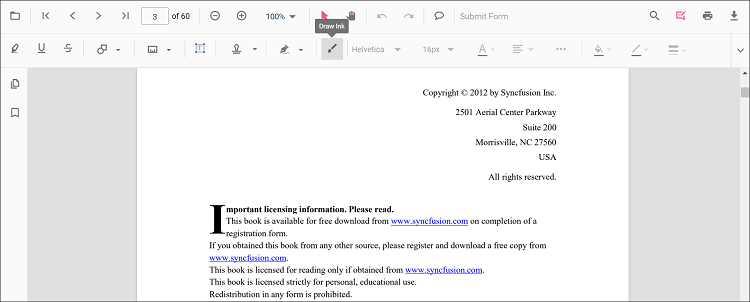 3 of 60 100% Submit Form
Draw Ink
Helvetica 16px A
Copyright © 2012 by Syncfusion Inc.
2501 Aerial Center Parkway
Suite 200
Morrisville, NC 27560
USA
All rights reserved.
Important licensing information. Please read.
This book is available for free download from www.syncfusion.com on completion of a
registration form.
If you obtained this book from any other source, please register and download a free copy from
www.syncfusion.com.
This book is licensed for reading only if obtained from www.syncfusion.com.
This book is licensed strictly for personal, educational use.
Redistribution in any form is prohibited.